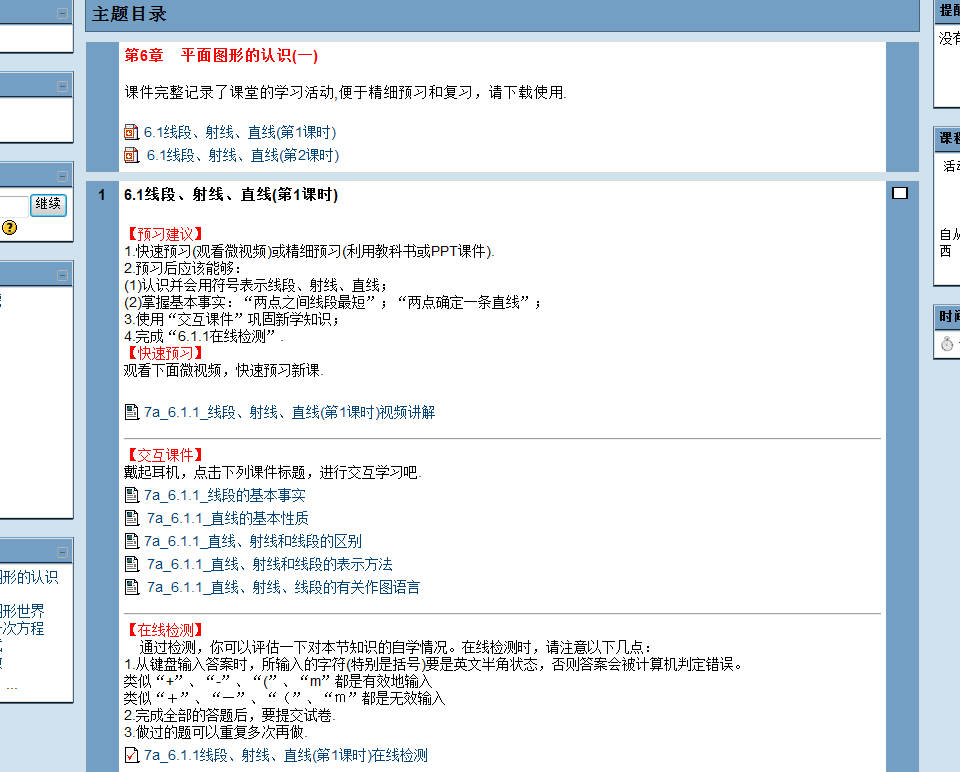 主题目录
第6章 平面图形的认识(一)
课件完整记录了课堂的学习活动,便于精细预习和复习，请下载使用.
6.1线段、射线、直线(第1课时)
6.1线段、射线、直线(第2课时)
1 6.1线段、射线、直线(第1课时)
【预习建议】
1.快速预习(观看微视频)或精细预习(利用教科书或PPT课件).
2.预习后应该能够：
(1)认识并会用符号表示线段、射线、直线；
(2)掌握基本事实：“两点之间线段最短”；“两点确定一条直线”；
3.使用“交互课件”巩固新学知识；
4.完成“6.1.1在线检测”.
【快速预习】
观看下面微视频，快速预习新课.
7a_6.1.1_线段、射线、直线(第1课时)视频讲解
【交互课件】
戴起耳机，点击下列课件标题，进行交互学习吧.
7a_6.1.1_线段的基本事实
7a_6.1.1_直线的基本性质
7a_6.1.1_直线、射线和线段的区别
7a_6.1.1_直线、射线和线段的表示方法
7a_6.1.1_直线、射线、线段的有关作图语言
【在线检测】
通过检测，你可以评估一下对本节知识的自学情况。在线检测时，请注意以下几点：
1.从键盘输入答案时，所输入的字符(特别是括号)要是英文半角状态，否则答案会被计算机判定错误。
类似“+”、“-”、“(”、“m”都是有效地输入
类似“＋”、“－”、“（”、“ｍ”都是无效输入
2.完成全部的答题后，要提交试卷.
3.做过的题可以重复多次再做.
7a_6.1.1线段、射线、直线(第1课时)在线检测
继续
形的认识
形世界
次方程
...
提醒
没有
课程
活动
自从
西
时间